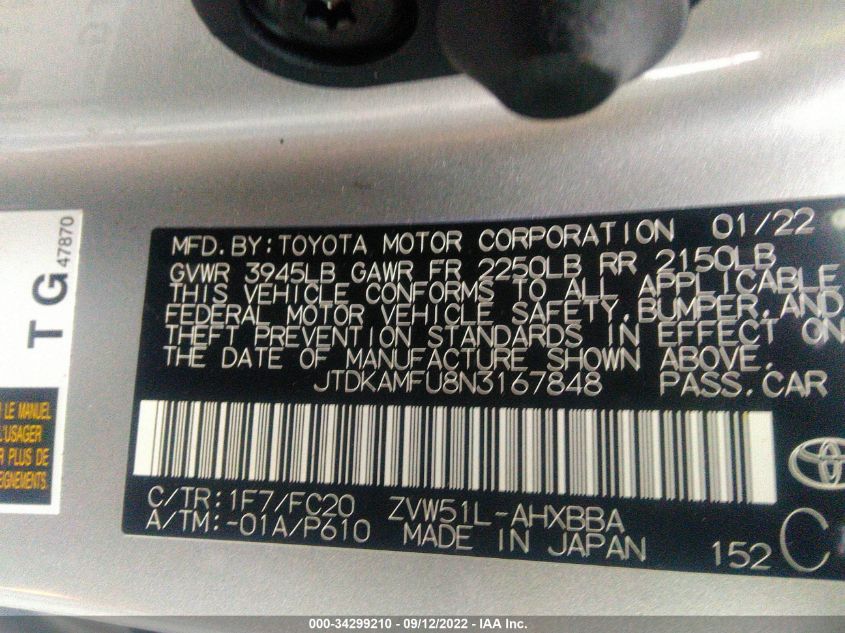 TG
47870
LE MANUEL
L'USAGER
PLUS DE
MFD. BY: TOYOTA MOTOR CORPORATION 01/22
GVWR 3945LB GAWR FR 2250LB RR 2150LB
THIS VEHICLE CONFORMS TO ALL APPLICABLE
FEDERAL MOTOR VEHICLE SAFETY, BUMPER, AND
THEFT PREVENTION STANDARDS IN EFFECT ON
THE DATE OF MANUFACTURE SHOWN ABOVE.
JTDKAMFU8N3167848 PASS. CAR
C/TR: 1F7/FC20 ZVW51L-AHXBBA
A/TM: -01A/P610 MADE IN JAPAN 152 C
000-34299210 - 09/12/2022 - IAA Inc.